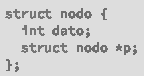 struct nodo {
  int dato;
  struct nodo *p;
};